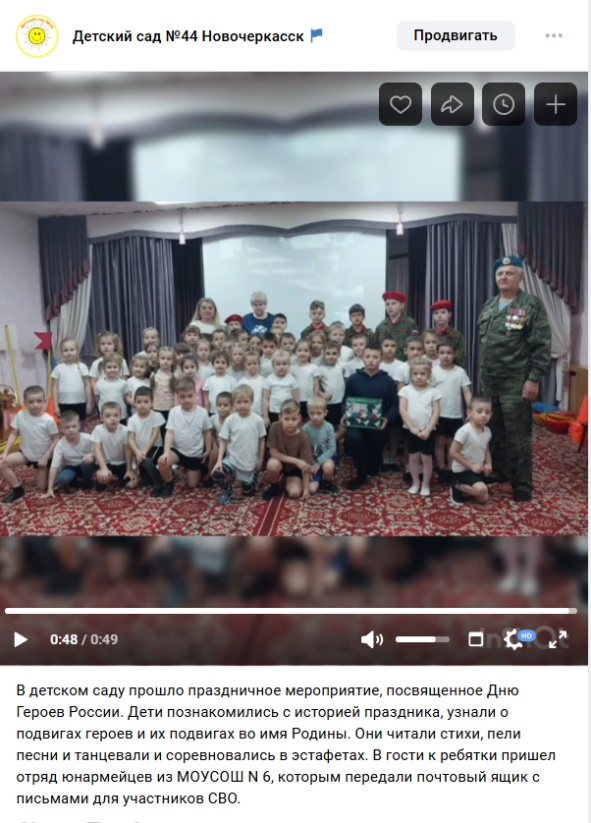 Детский сад №44 Новочеркасск
Продвигать
0:48 / 0:49
HD
InShOt
В детском саду прошло праздничное мероприятие, посвященное Дню
Героев России. Дети познакомились с историей праздника, узнали о
подвигах героев и их подвигах во имя Родины. Они читали стихи, пели
песни и танцевали и соревновались в эстафетах. В гости к ребятки пришел
отряд юнармейцев из МОУСОШ N 6, которым передали почтовый ящик с
письмами для участников СВО.